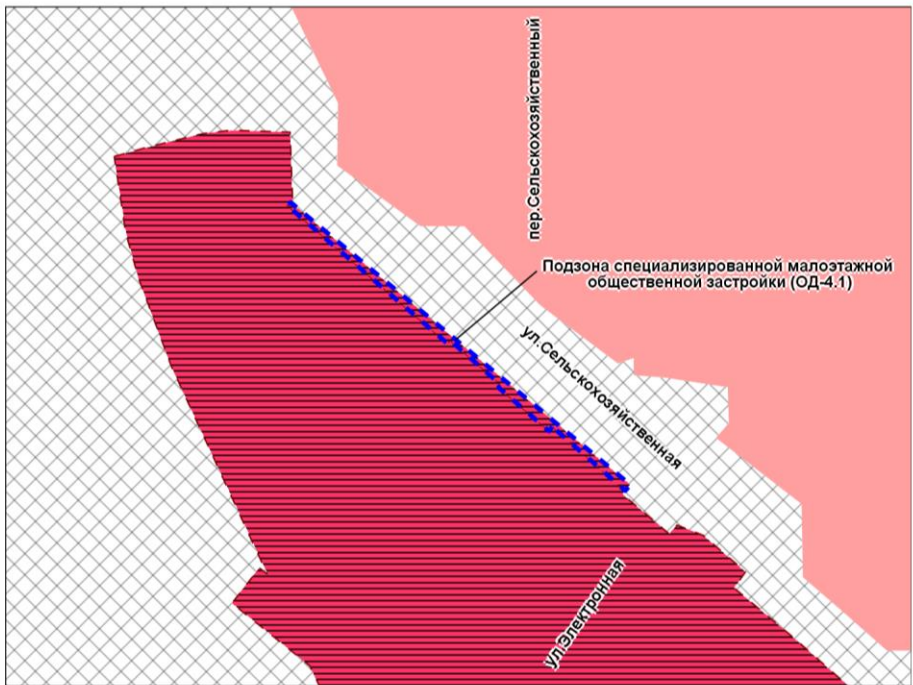 пер.Сельскохозяйственный
Подзона специализированной малоэтажной
общественной застройки (ОД-4.1)
ул.Сельскохозяйственная
ул.Электронная